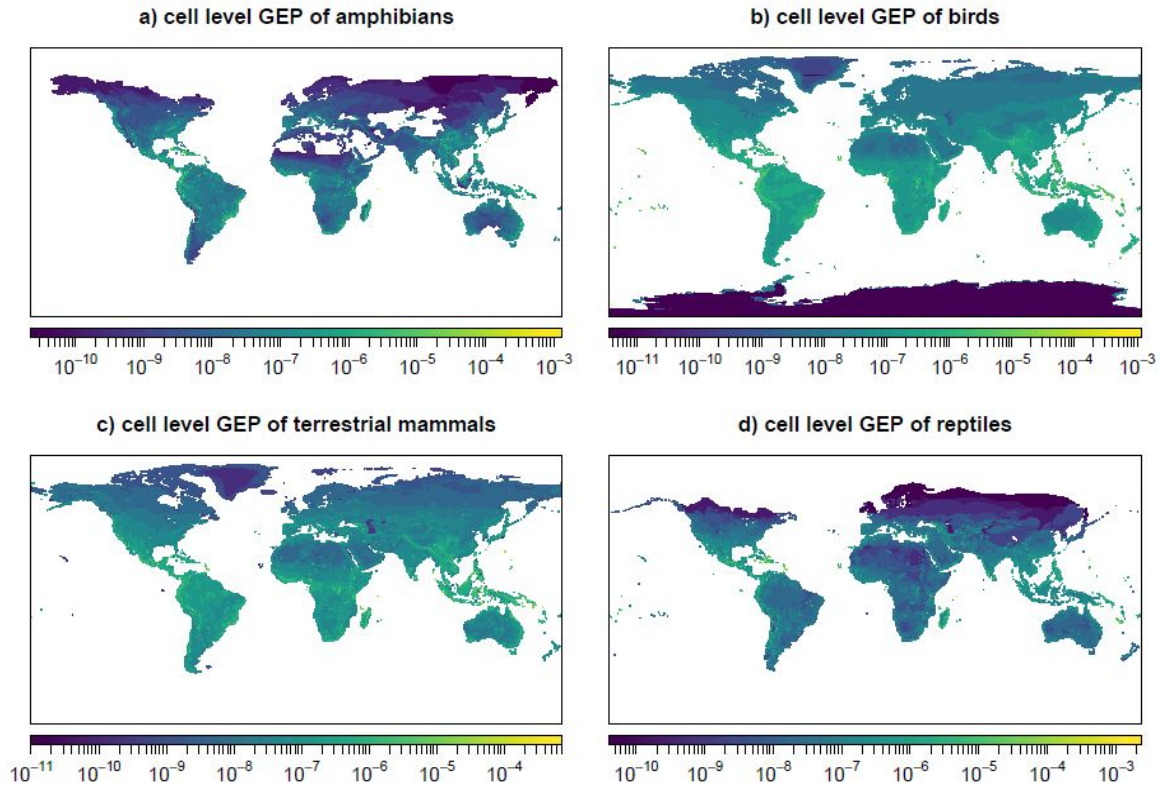 a) cell level GEP of amphibians
b) cell level GEP of birds
10⁻¹⁰ 10⁻⁹ 10⁻⁸ 10⁻⁷ 10⁻⁶ 10⁻⁵ 10⁻⁴ 10⁻³
10⁻¹¹ 10⁻¹⁰ 10⁻⁹ 10⁻⁸ 10⁻⁷ 10⁻⁶ 10⁻⁵ 10⁻⁴ 10⁻³
c) cell level GEP of terrestrial mammals
d) cell level GEP of reptiles
10⁻¹¹ 10⁻¹⁰ 10⁻⁹ 10⁻⁸ 10⁻⁷ 10⁻⁶ 10⁻⁵ 10⁻⁴
10⁻¹⁰ 10⁻⁹ 10⁻⁸ 10⁻⁷ 10⁻⁶ 10⁻⁵ 10⁻⁴ 10⁻³